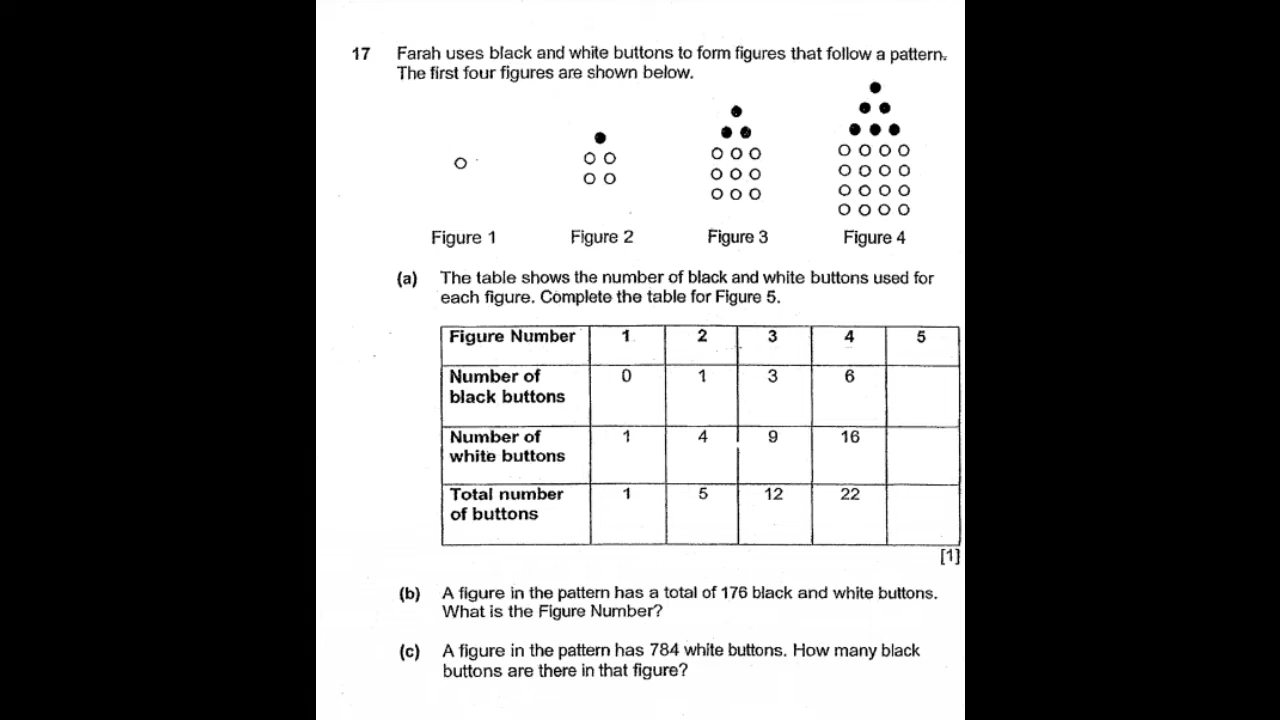 17 Farah uses black and white buttons to form figures that follow a pattern.
The first four figures are shown below.
Figure 1 Figure 2 Figure 3 Figure 4
(a) The table shows the number of black and white buttons used for
each figure. Complete the table for Figure 5.
Figure Number 1 2 3 4 5
Number of
black buttons 0 1 3 6
Number of
white buttons 1 4 9 16
Total number
of buttons 1 5 12 22
[1]
(b) A figure in the pattern has a total of 176 black and white buttons.
What is the Figure Number?
(c) A figure in the pattern has 784 white buttons. How many black
buttons are there in that figure?